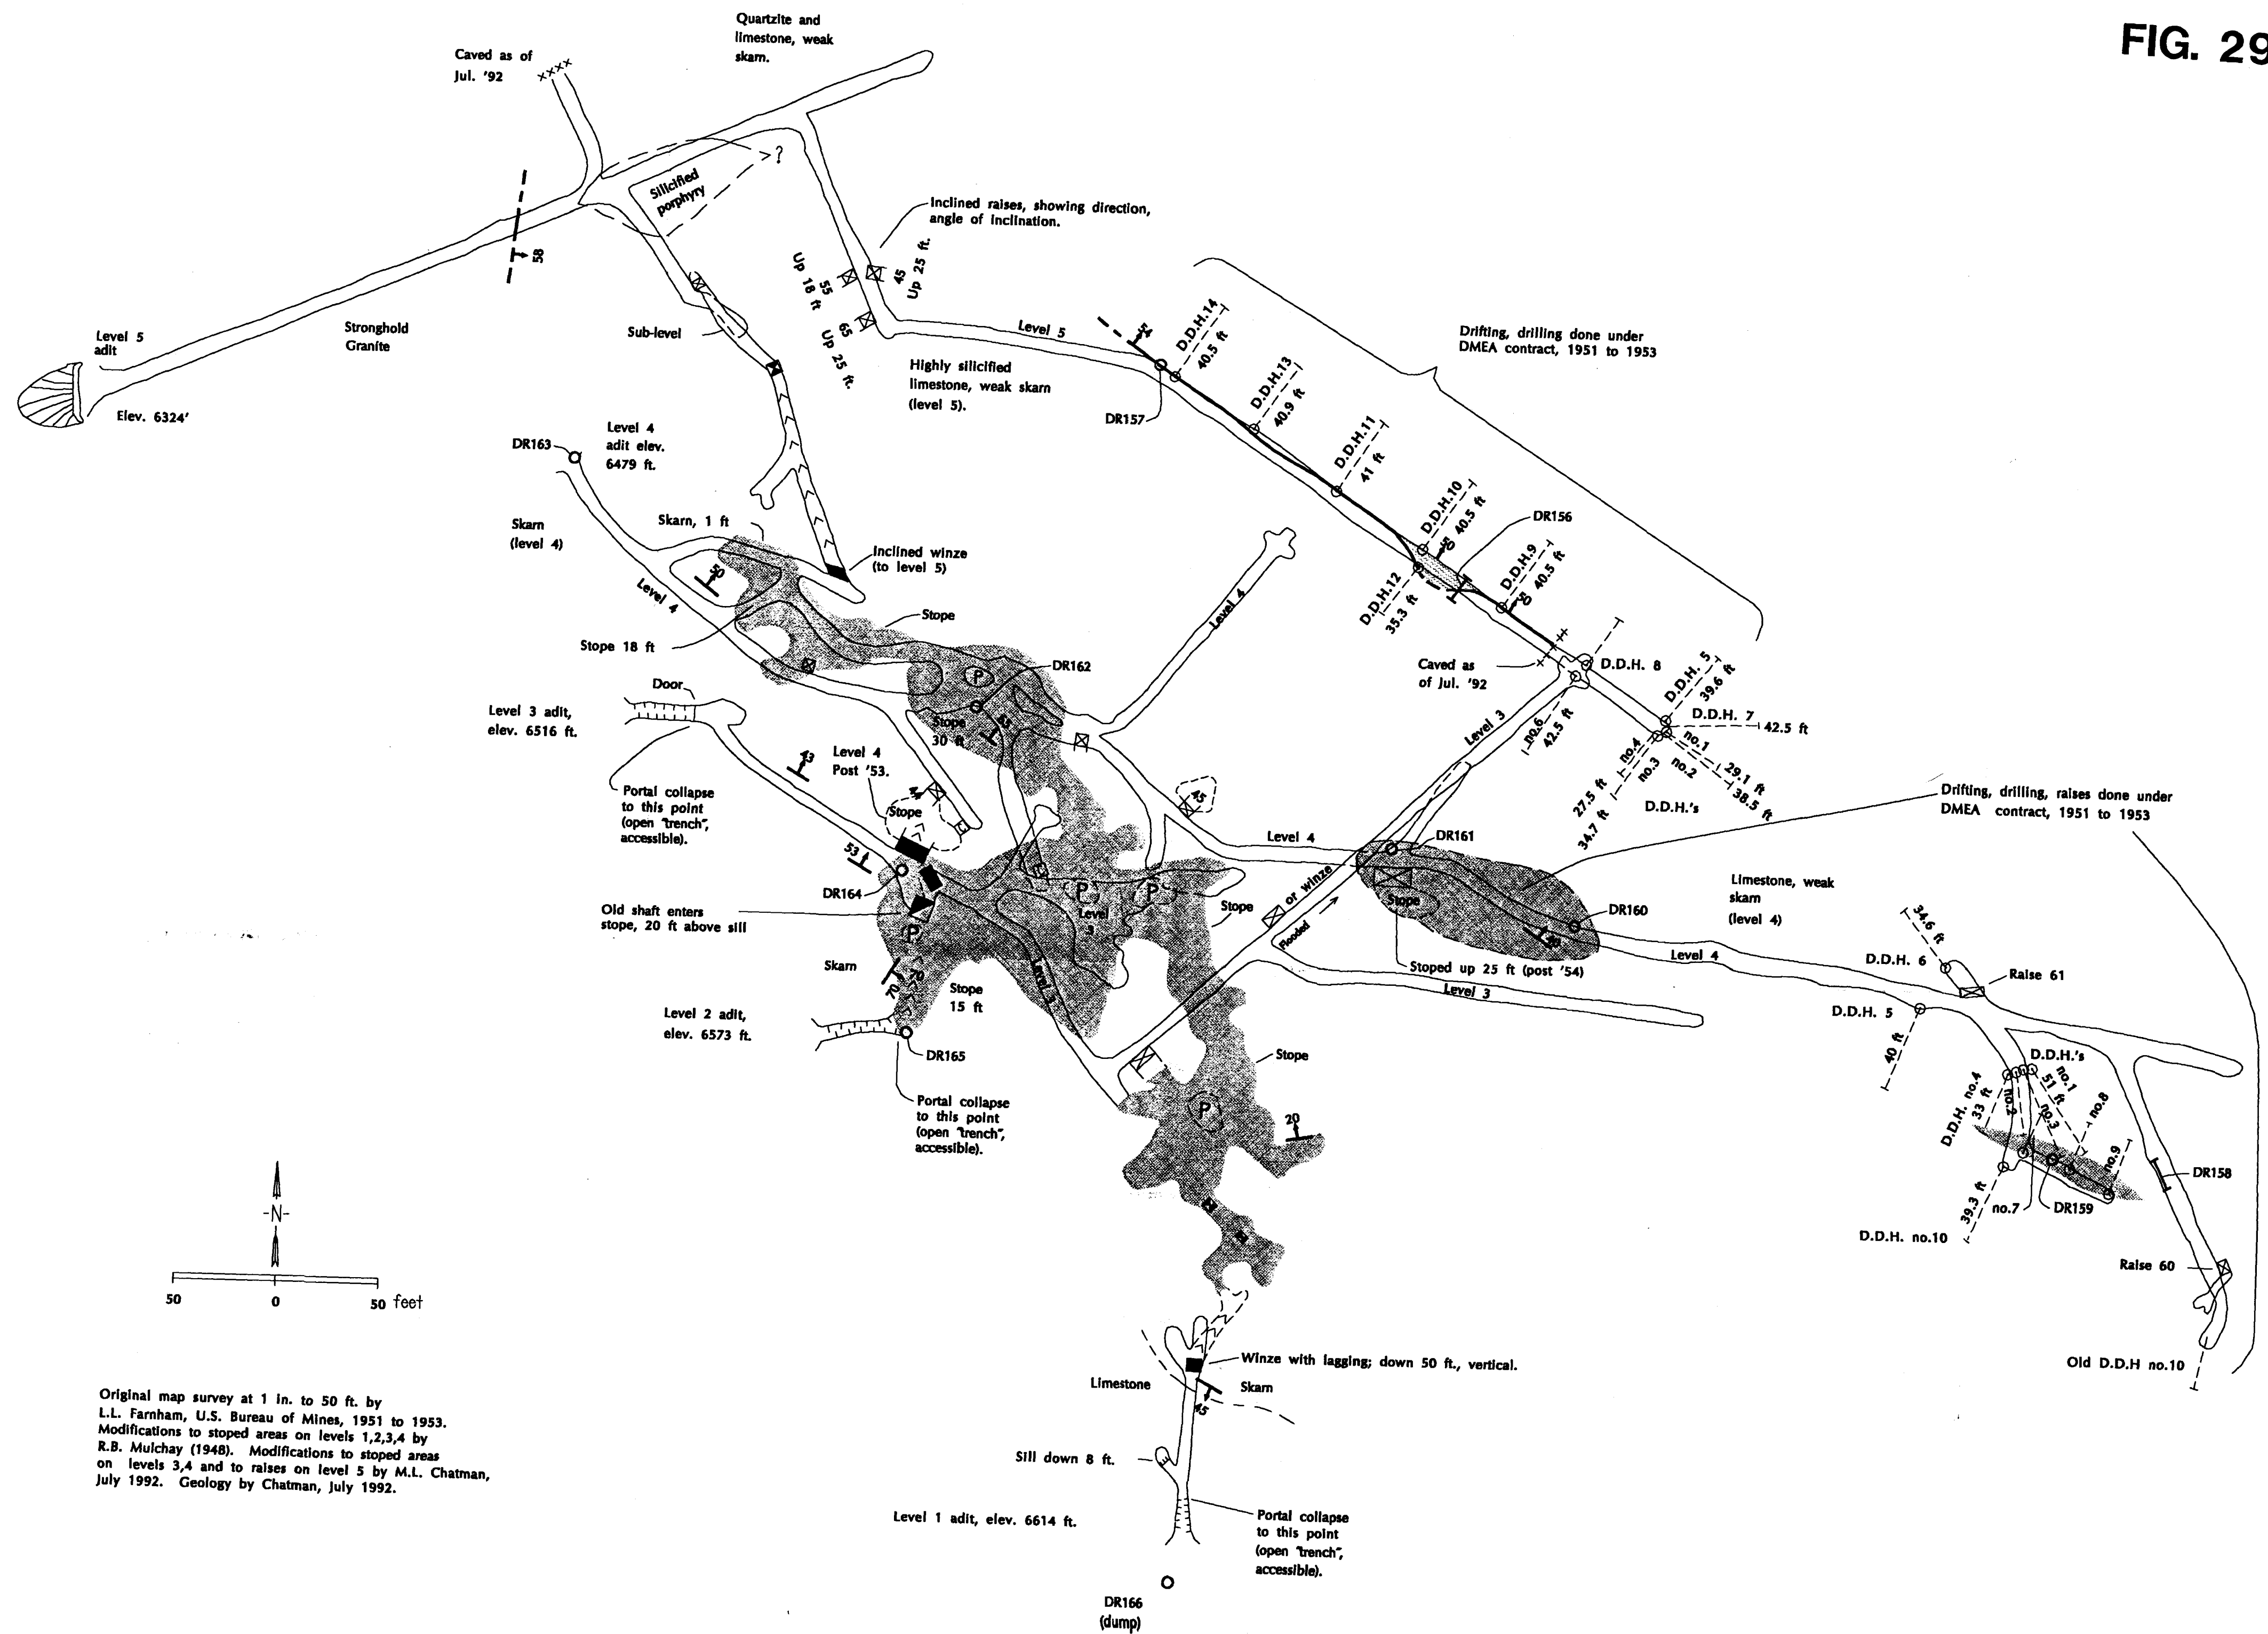 FIG. 29
Quartzite and
limestone, weak
skarn.
Caved as of
Jul. '92
xxxx
>?
Silicified
porphyry
58
Inclined raises, showing direction,
angle of inclination.
45
Up 25 ft.
55
Up 18 ft
65
Up 25 ft.
Level 5
adit
Elev. 6324'
Stronghold
Granite
Sub-level
Level 5
Highly silicified
limestone, weak skarn
(level 5).
DR157
54
D.D.H.14
40.5 ft
D.D.H.13
40.9 ft
D.D.H.11
41 ft
D.D.H.10
40.5 ft
50
DR156
D.D.H.9
40.5 ft
50
D.D.H.12
35.3 ft
Drifting, drilling done under
DMEA contract, 1951 to 1953
DR163
Level 4
adit elev.
6479 ft.
Skarn
(level 4)
Skarn, 1 ft
Inclined winze
(to level 5)
50
Level 4
Stope
Stope 18 ft
Level 4
DR162
P
Stope
30 ft
Door
Level 3 adit,
elev. 6516 ft.
43
Level 4
Post '53.
Stope
Portal collapse
to this point
(open "trench",
accessible).
53
DR164
Old shaft enters
stope, 20 ft above sill
P
Skarn
70
70
Stope
15 ft
Level 3
P
P
Level
3
Level 2 adit,
elev. 6573 ft.
DR165
Portal collapse
to this point
(open "trench",
accessible).
45
Level 4
Stope
or winze
Flooded
Stope
P
20
Caved as
of Jul. '92
D.D.H. 8
D.D.H. 5
39.6 ft
D.D.H. 7
42.5 ft
no.6
42.5 ft
no.4
27.5 ft
no.3
34.7 ft
no.1
29.1 ft
no.2
38.5 ft
D.D.H.'s
Level 3
DR161
Stope
DR160
Stoped up 25 ft (post '54)
Level 3
Drifting, drilling, raises done under
DMEA contract, 1951 to 1953
Limestone, weak
skarn
(level 4)
Level 4
34.6 ft
D.D.H. 6
Raise 61
D.D.H. 5
40 ft
D.D.H.'s
no.1
51 ft
D.D.H. no.4
33 ft
no.2
no.3
no.8
no.9
39.3 ft
no.7
DR159
DR158
D.D.H. no.10
Raise 60
Old D.D.H no.10
-N-
50
0
50 feet
Winze with lagging; down 50 ft., vertical.
Limestone
Skarn
45
Sill down 8 ft.
Level 1 adit, elev. 6614 ft.
Portal collapse
to this point
(open "trench",
accessible).
DR166
(dump)
Original map survey at 1 in. to 50 ft. by
L.L. Farnham, U.S. Bureau of Mines, 1951 to 1953.
Modifications to stoped areas on levels 1,2,3,4 by
R.B. Mulchay (1948). Modifications to stoped areas
on levels 3,4 and to raises on level 5 by M.L. Chatman,
July 1992. Geology by Chatman, July 1992.